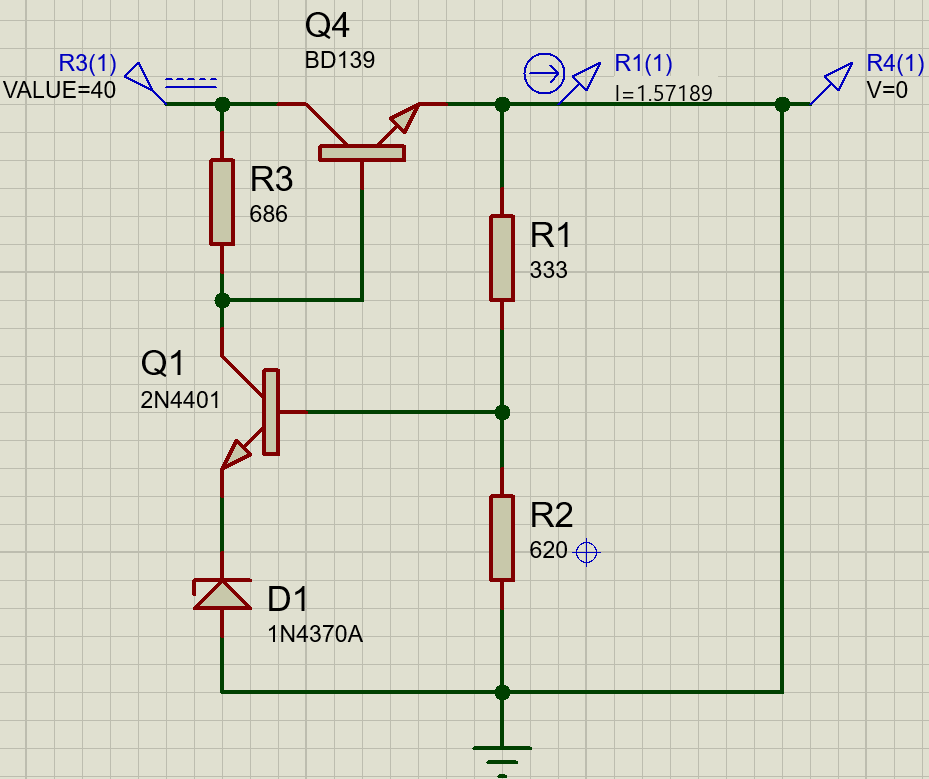 Q4
BD139
R3(1)
VALUE=40
R1(1)
I=1.57189
R4(1)
V=0
R3
686
R1
333
Q1
2N4401
R2
620
D1
1N4370A